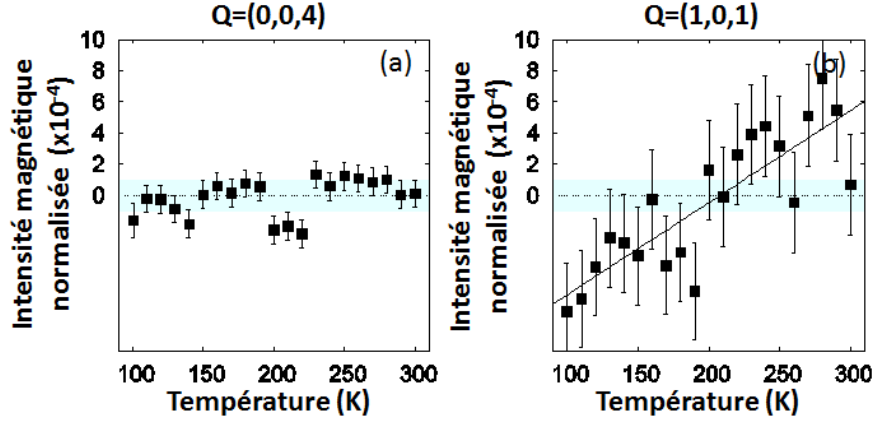 Q=(0,0,4)
Q=(1,0,1)
Intensité magnétique
normalisée (x10⁻⁴)
10
8
6
4
2
0
(a)
100 150 200 250 300
Température (K)
Intensité magnétique
normalisée (x10⁻⁴)
10
8
6
4
2
0
(b)
100 150 200 250 300
Température (K)